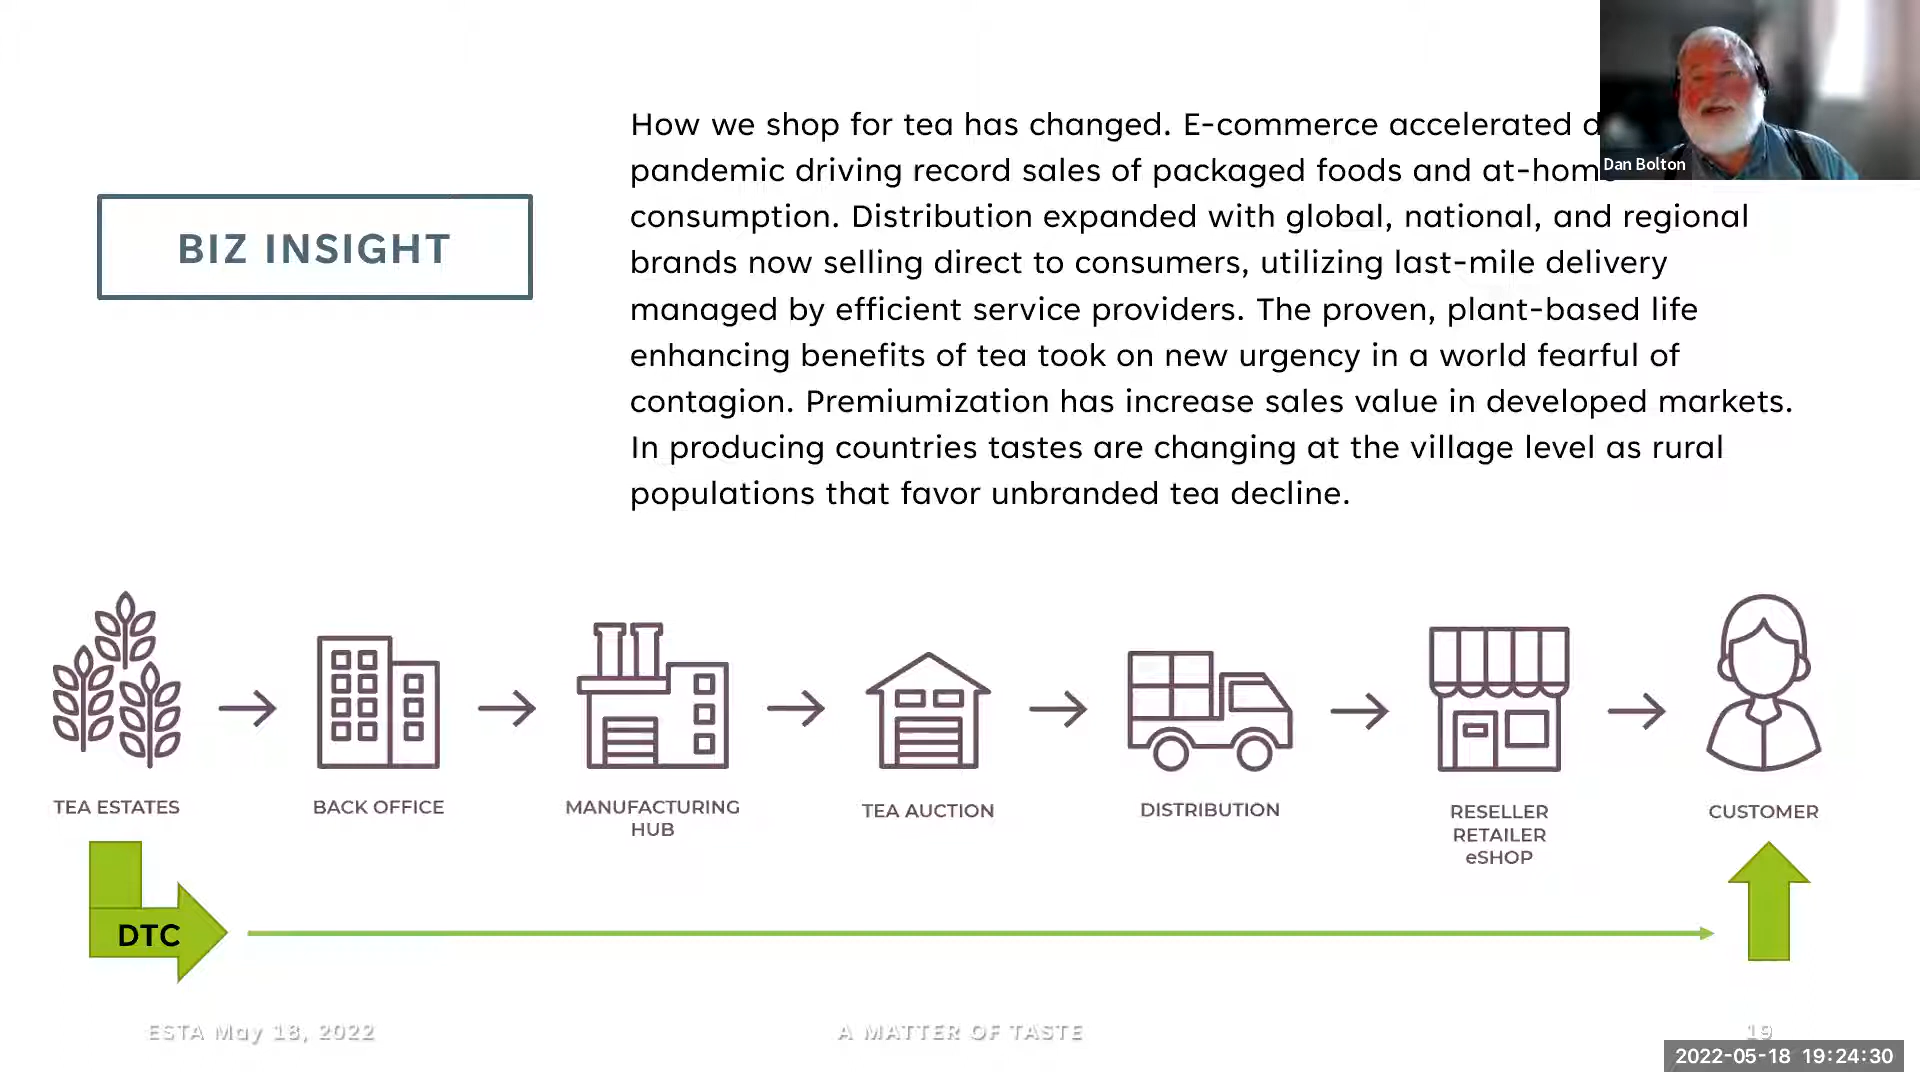 How we shop for tea has changed. E-commerce accelerated
pandemic driving record sales of packaged foods and at-home
Dan Bolton
consumption. Distribution expanded with global, national, and regional
brands now selling direct to consumers, utilizing last-mile delivery
managed by efficient service providers. The proven, plant-based life
enhancing benefits of tea took on new urgency in a world fearful of
contagion. Premiumization has increase sales value in developed markets.
In producing countries tastes are changing at the village level as rural
populations that favor unbranded tea decline.
BIZ INSIGHT
TEA ESTATES
BACK OFFICE
MANUFACTURING
HUB
TEA AUCTION
DISTRIBUTION
RESELLER
RETAILER
eSHOP
CUSTOMER
DTC
ESTA May 18, 2022
A MATTER OF TASTE
19
2022-05-18 19:24:30